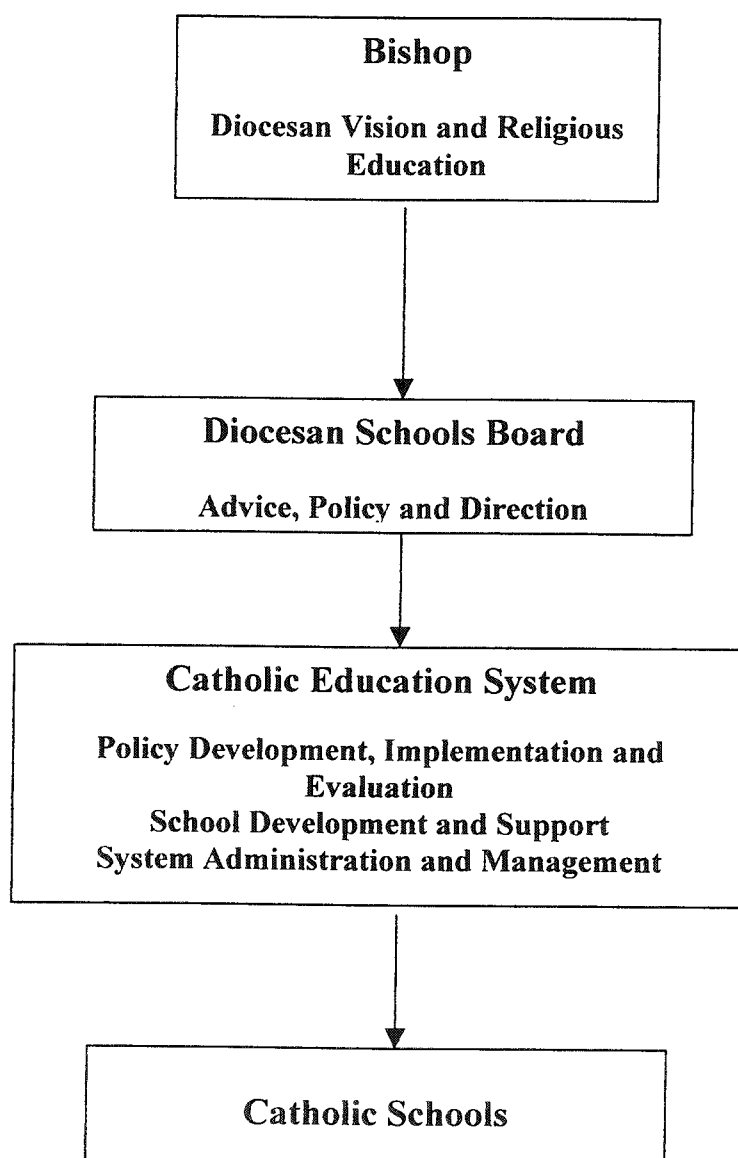 Bishop
Diocesan Vision and Religious
Education
Diocesan Schools Board
Advice, Policy and Direction
Catholic Education System
Policy Development, Implementation and
Evaluation
School Development and Support
System Administration and Management
Catholic Schools